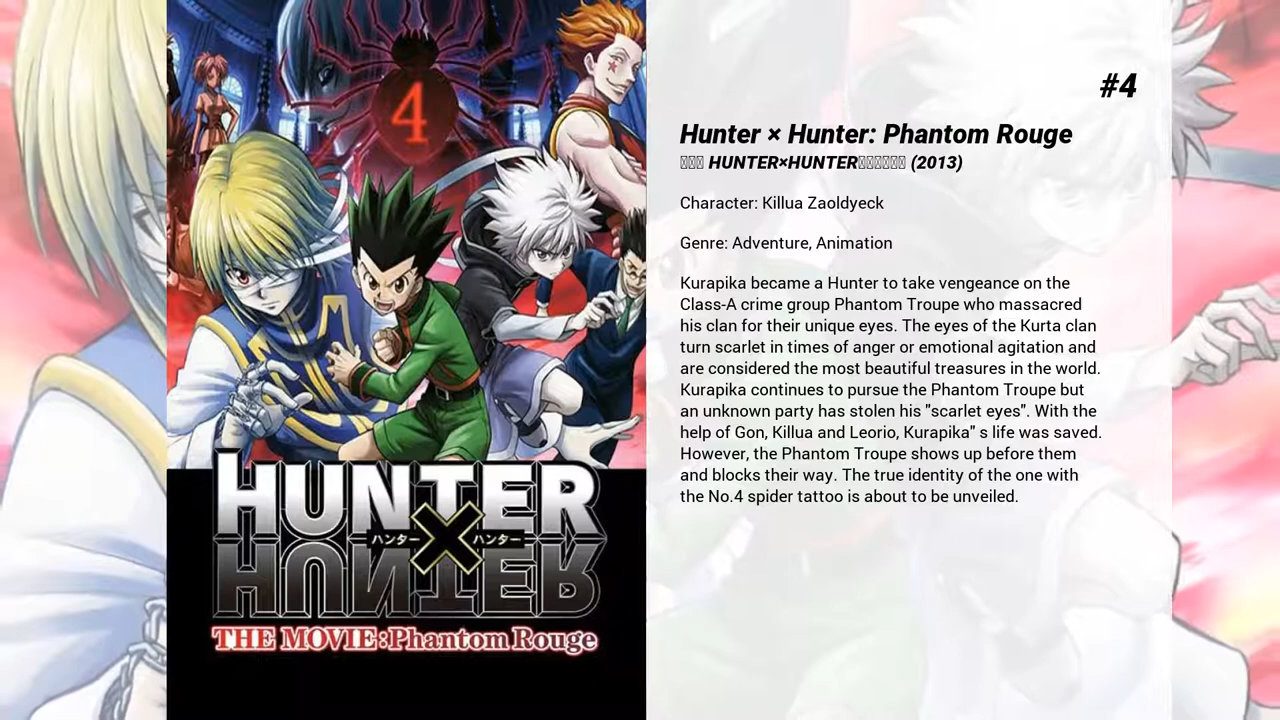 4
HUNTER
ハンター × ハンター
HUNTER
THE MOVIE:Phantom Rouge
#4
Hunter × Hunter: Phantom Rouge
HUNTER×HUNTER (2013)
Character: Killua Zaoldyeck
Genre: Adventure, Animation
Kurapika became a Hunter to take vengeance on the
Class-A crime group Phantom Troupe who massacred
his clan for their unique eyes. The eyes of the Kurta clan
turn scarlet in times of anger or emotional agitation and
are considered the most beautiful treasures in the world.
Kurapika continues to pursue the Phantom Troupe but
an unknown party has stolen his "scarlet eyes". With the
help of Gon, Killua and Leorio, Kurapika" s life was saved.
However, the Phantom Troupe shows up before them
and blocks their way. The true identity of the one with
the No.4 spider tattoo is about to be unveiled.